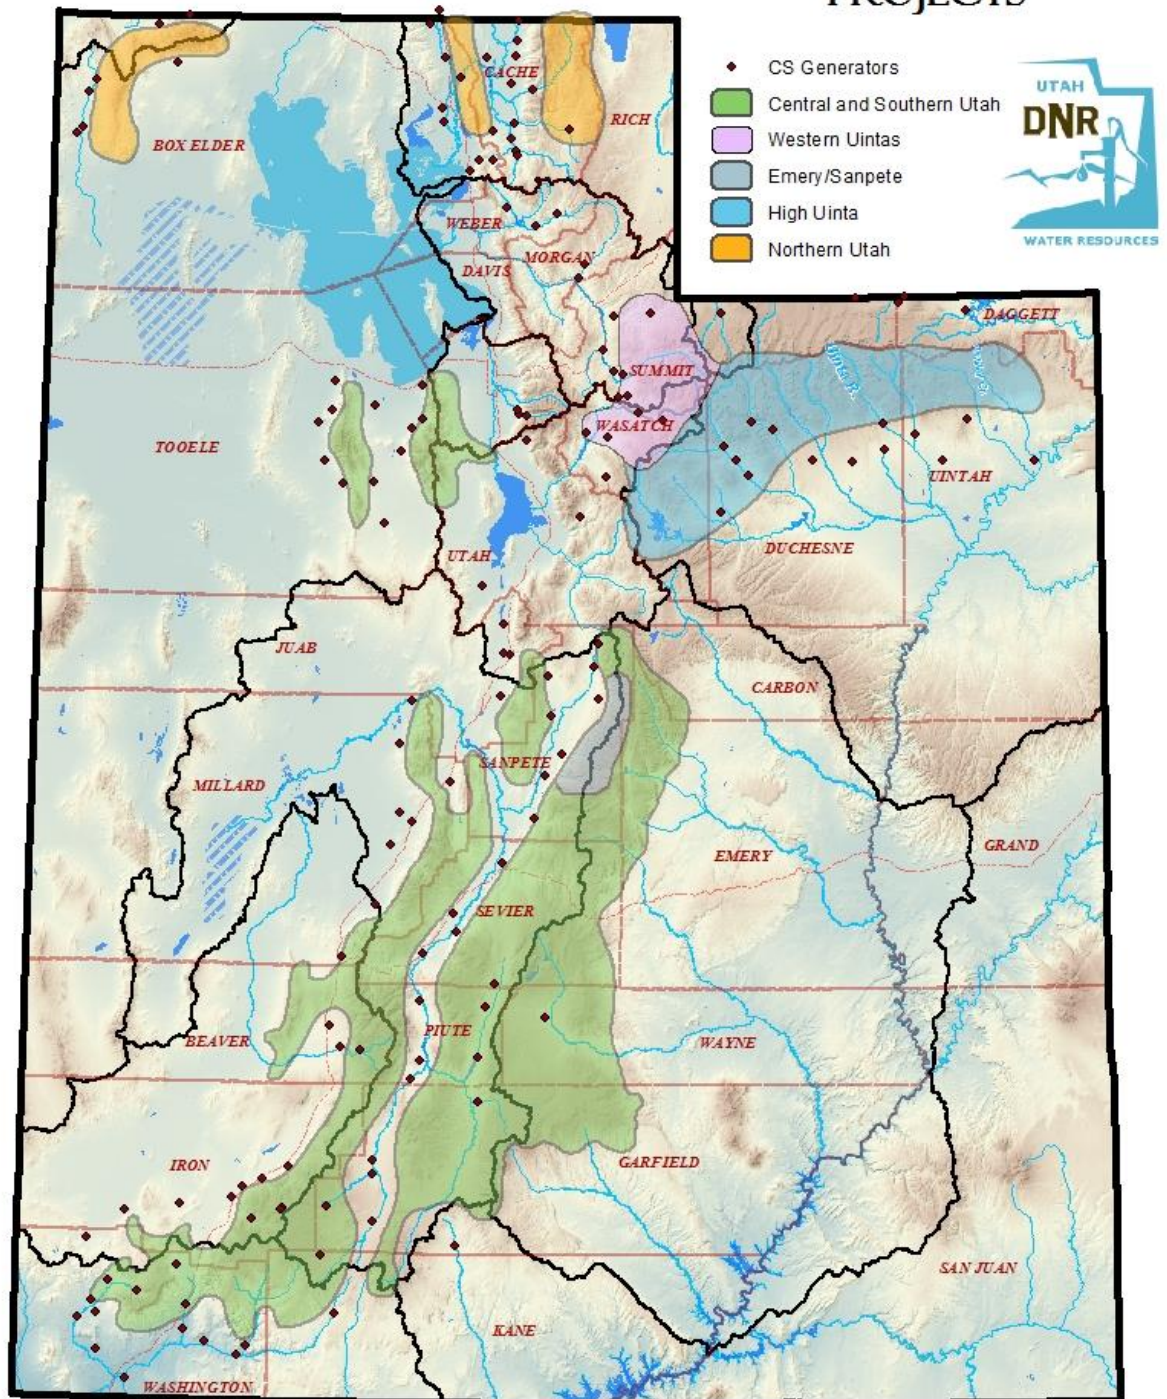 PROJECTS
CS Generators
Central and Southern Utah
Western Uintas
Emery/Sanpete
High Uinta
Northern Utah
UTAH
DNR
WATER RESOURCES
CACHE
RICH
BOX ELDER
WEBER
MORGAN
DAVIS
DAGGETT
SUMMIT
WASATCH
TOOELE
UINTAH
DUCHESNE
UTAH
JUAB
CARBON
SANPETE
MILLARD
GRAND
EMERY
SEVIER
PIUTE
BEAVER
WAYNE
IRON
GARFIELD
SAN JUAN
KANE
WASHINGTON